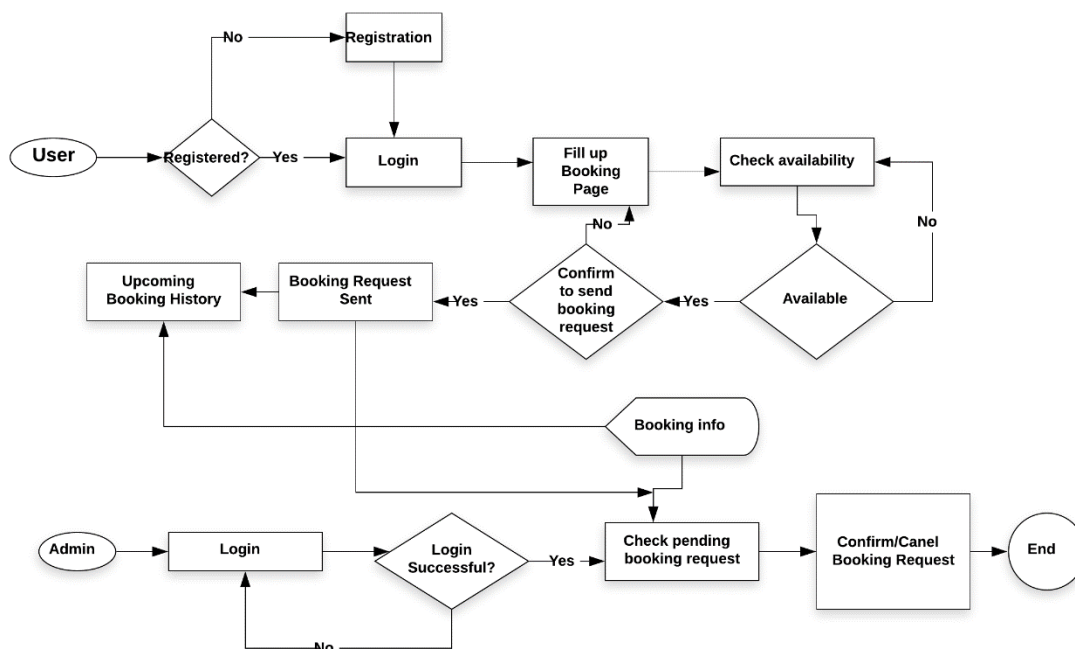 No
Registration
User
Registered?
Yes
Login
Fill up
Booking
Page
Check availability
No
No
Upcoming
Booking History
Booking Request
Sent
Yes
Confirm
to send
booking
request
Yes
Available
Booking info
Admin
Login
Login
Successful?
Yes
Check pending
booking request
Confirm/Canel
Booking Request
End
No